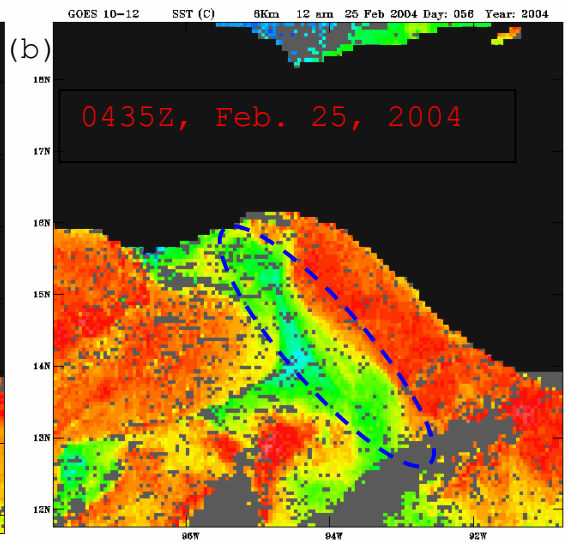 GOES 10-12 SST (C) 6Km 12 am 25 Feb 2004 Day: 056 Year: 2004
(b)
18N
0435Z, Feb. 25, 2004
17N
16N
15N
14N
13N
12N
96W 94W 92W